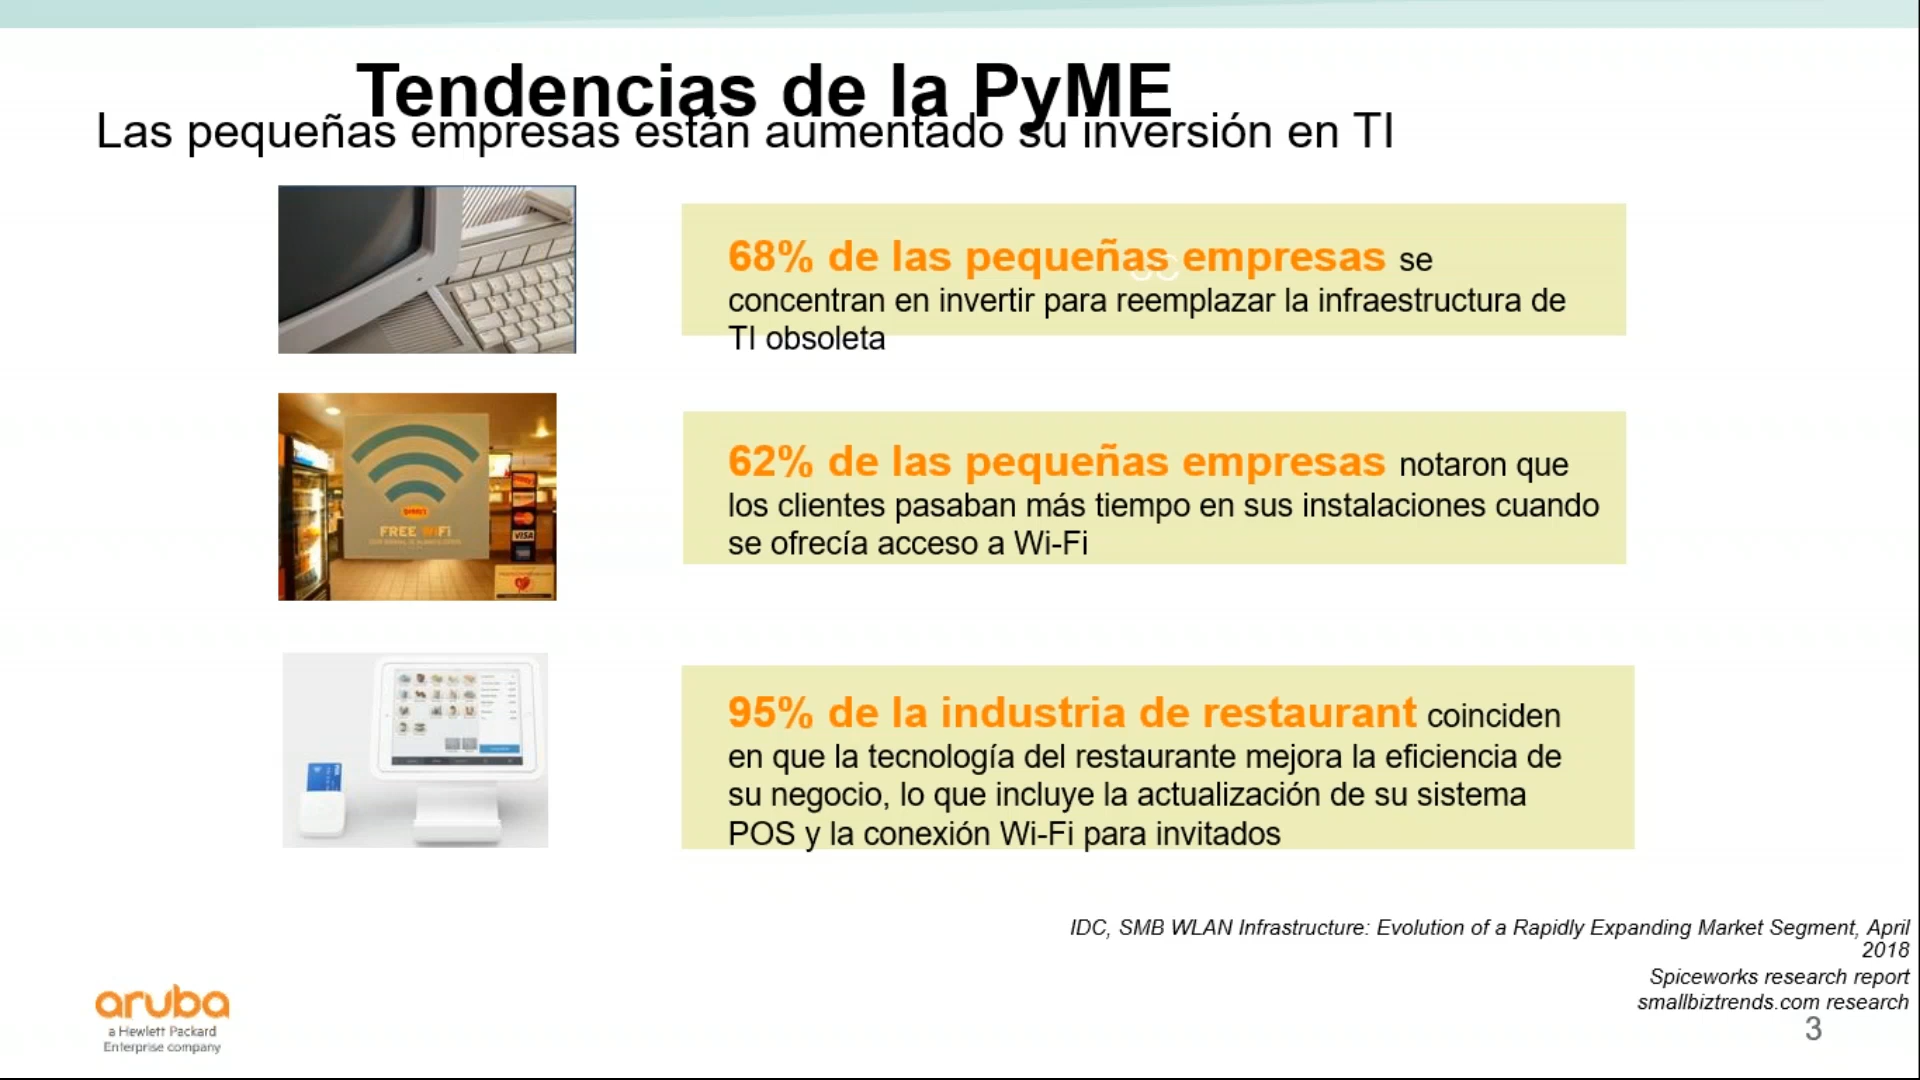 Tendencias de la PyME
Las pequeñas empresas están aumentado su inversión en TI
68% de las pequeñas empresas se
concentran en invertir para reemplazar la infraestructura de
TI obsoleta
FREE WiFi
VISA
62% de las pequeñas empresas notaron que
los clientes pasaban más tiempo en sus instalaciones cuando
se ofrecía acceso a Wi-Fi
95% de la industria de restaurant coinciden
en que la tecnología del restaurante mejora la eficiencia de
su negocio, lo que incluye la actualización de su sistema
POS y la conexión Wi-Fi para invitados
IDC, SMB WLAN Infrastructure: Evolution of a Rapidly Expanding Market Segment, April
2018
Spiceworks research report
smallbiztrends.com research
3
aruba
a Hewlett Packard
Enterprise company